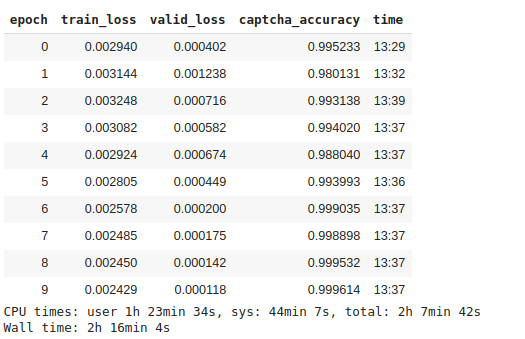 epoch train_loss valid_loss captcha_accuracy time
0 0.002940 0.000402 0.995233 13:29
1 0.003144 0.001238 0.980131 13:32
2 0.003248 0.000716 0.993138 13:39
3 0.003082 0.000582 0.994020 13:37
4 0.002924 0.000674 0.988040 13:37
5 0.002805 0.000449 0.993993 13:36
6 0.002578 0.000200 0.999035 13:37
7 0.002485 0.000175 0.998898 13:37
8 0.002450 0.000142 0.999532 13:37
9 0.002429 0.000118 0.999614 13:37
CPU times: user 1h 23min 34s, sys: 44min 7s, total: 2h 7min 42s
Wall time: 2h 16min 4s